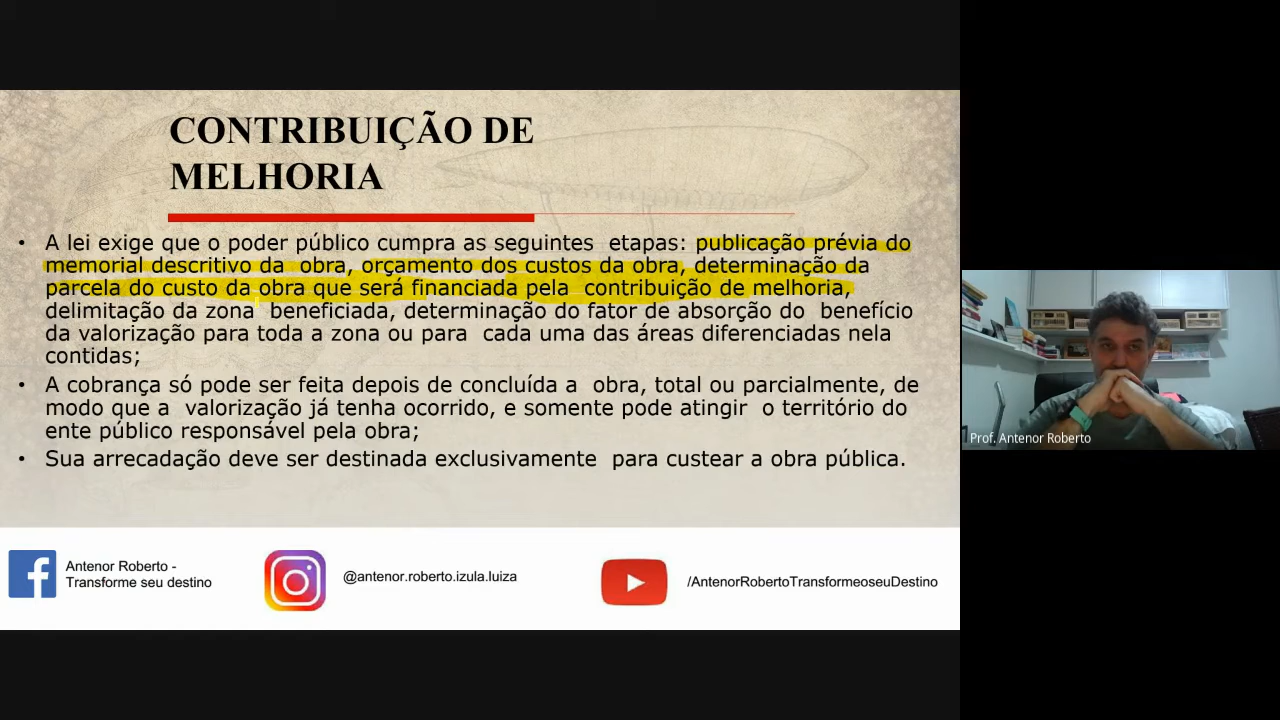 CONTRIBUIÇÃO DE
MELHORIA
• A lei exige que o poder público cumpra as seguintes etapas: publicação prévia do
memorial descritivo da obra, orçamento dos custos da obra, determinação da
parcela do custo da obra que será financiada pela contribuição de melhoria,
delimitação da zona beneficiada, determinação do fator de absorção do benefício
da valorização para toda a zona ou para cada uma das áreas diferenciadas nela
contidas;
• A cobrança só pode ser feita depois de concluída a obra, total ou parcialmente, de
modo que a valorização já tenha ocorrido, e somente pode atingir o território do
ente público responsável pela obra;
• Sua arrecadação deve ser destinada exclusivamente para custear a obra pública.
Antenor Roberto -
Transforme seu destino
@antenor.roberto.izula.luiza
/AntenorRobertoTransformeoseuDestino
Prof. Antenor Roberto